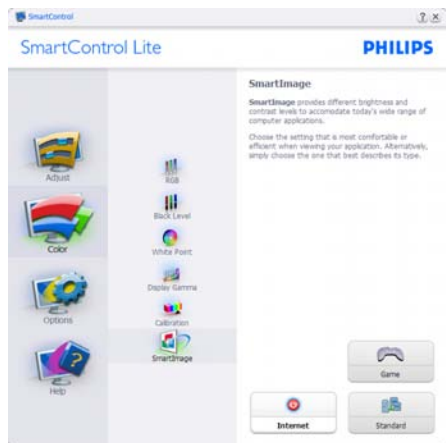 SmartControl
SmartControl Lite
PHILIPS
Adjust
Color
Options
Help
RGB
Black Level
White Point
Display Gamma
Calibration
SmartImage
SmartImage
SmartImage provides different brightness and
contrast levels to accomodate today's wide range of
computer applications.
Choose the setting that is most comfortable or
efficient when viewing your application. Alternatively,
simply choose the one that best describes its type.
Game
Internet
Standard